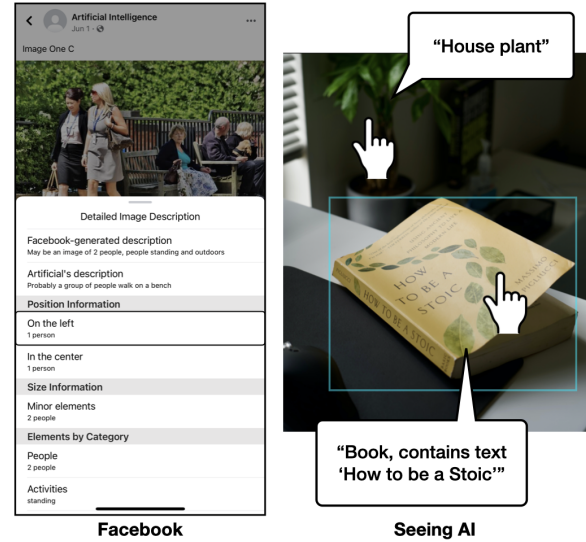 Artificial Intelligence
Jun 1 ·
Image One C
Detailed Image Description
Facebook-generated description
May be an image of 2 people, people standing and outdoors
Artificial's description
Probably a group of people walk on a bench
Position Information
On the left
1 person
In the center
1 person
Size Information
Minor elements
2 people
Elements by Category
People
2 people
Activities
standing
Facebook
“House plant”
HOW
TO BE A
STOIC
MASSIMO
PIGLIUCCI
HOW TO BE A STOIC
“Book, contains text
‘How to be a Stoic’”
Seeing AI